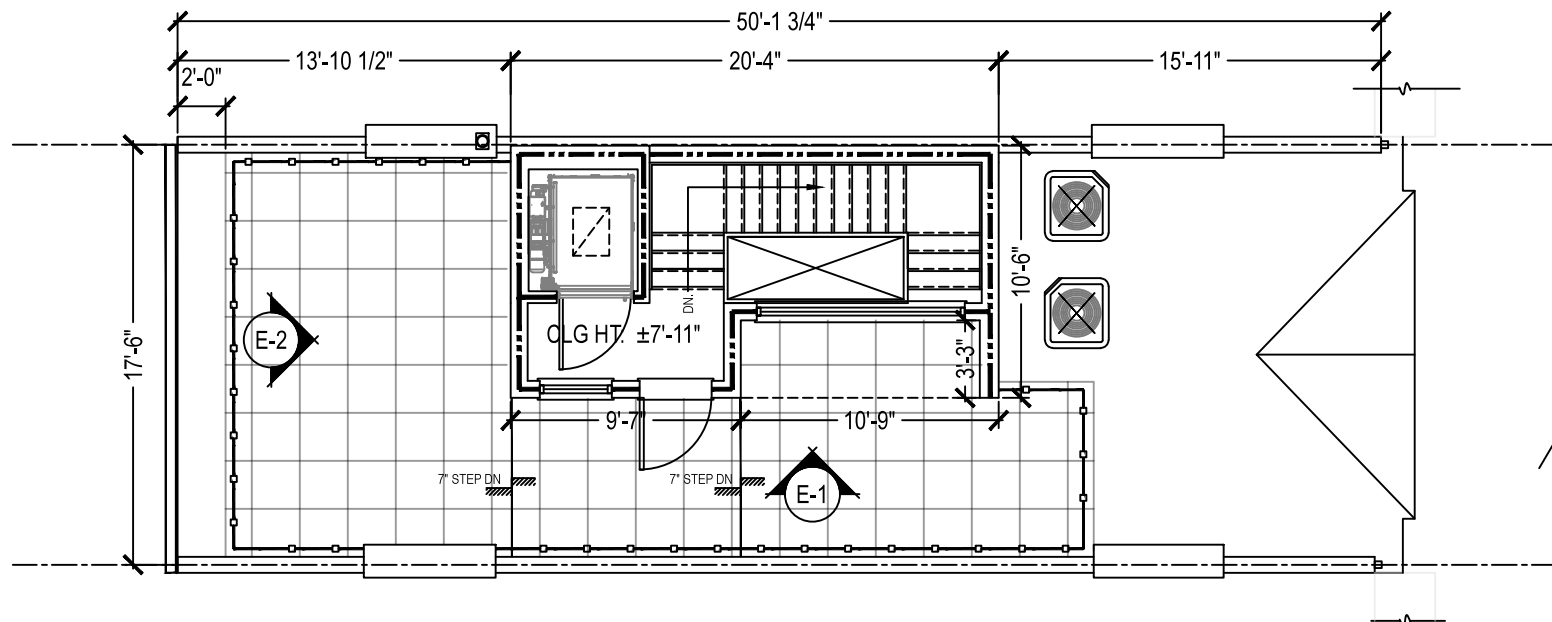 50'-1 3/4"
13'-10 1/2"
20'-4"
15'-11"
2'-0"
17'-6"
10'-6"
E-2
DN.
CLG HT. ±7'-11"
3'-3"
9'-7"
10'-9"
7" STEP DN
7" STEP DN
E-1